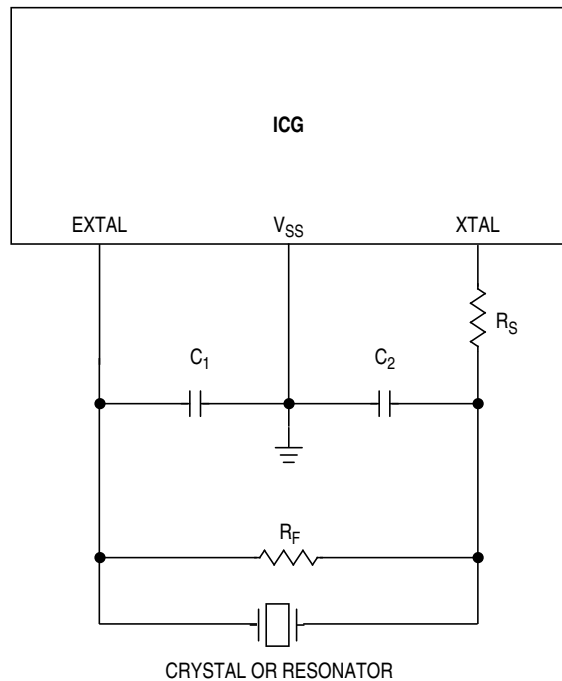 ICG
EXTAL
V_SS
XTAL
R_S
C_1
C_2
R_F
CRYSTAL OR RESONATOR